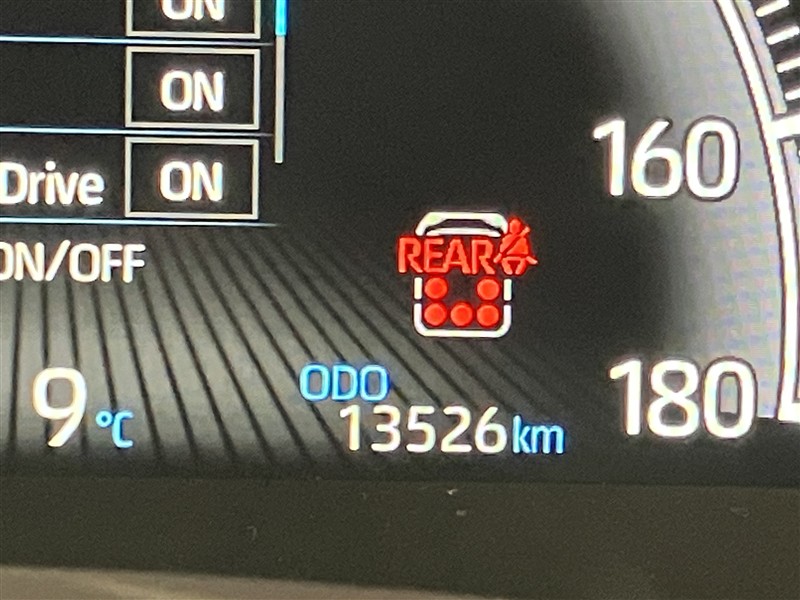 ON
ON
Drive ON
ON/OFF
160
REAR
9°C
ODO
13526km
180